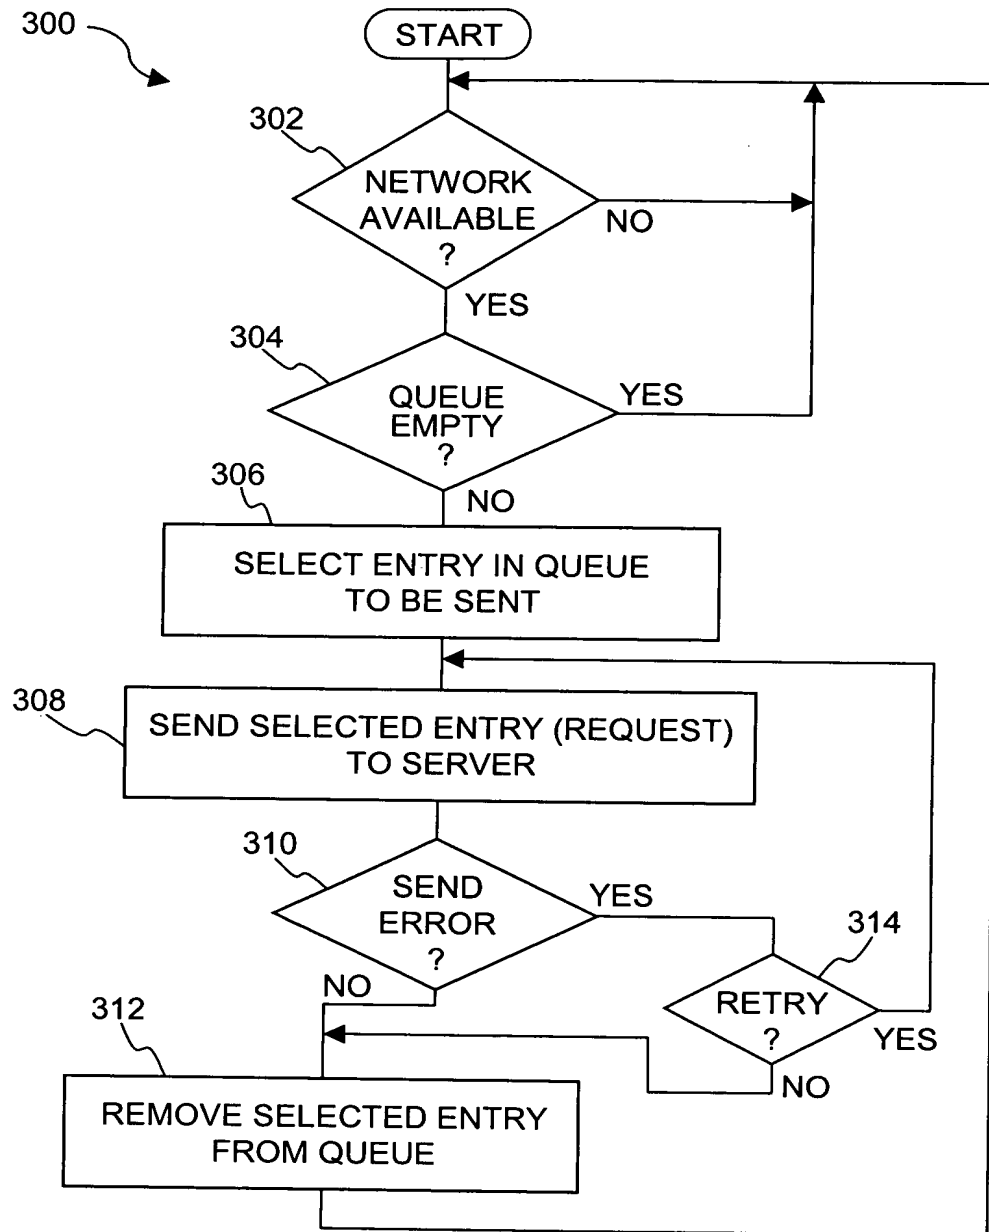 300
START
302
NETWORK
AVAILABLE
?
NO
YES
304
QUEUE
EMPTY
?
YES
NO
306
SELECT ENTRY IN QUEUE
TO BE SENT
308
SEND SELECTED ENTRY (REQUEST)
TO SERVER
310
SEND
ERROR
?
YES
NO
314
RETRY
?
YES
NO
312
REMOVE SELECTED ENTRY
FROM QUEUE